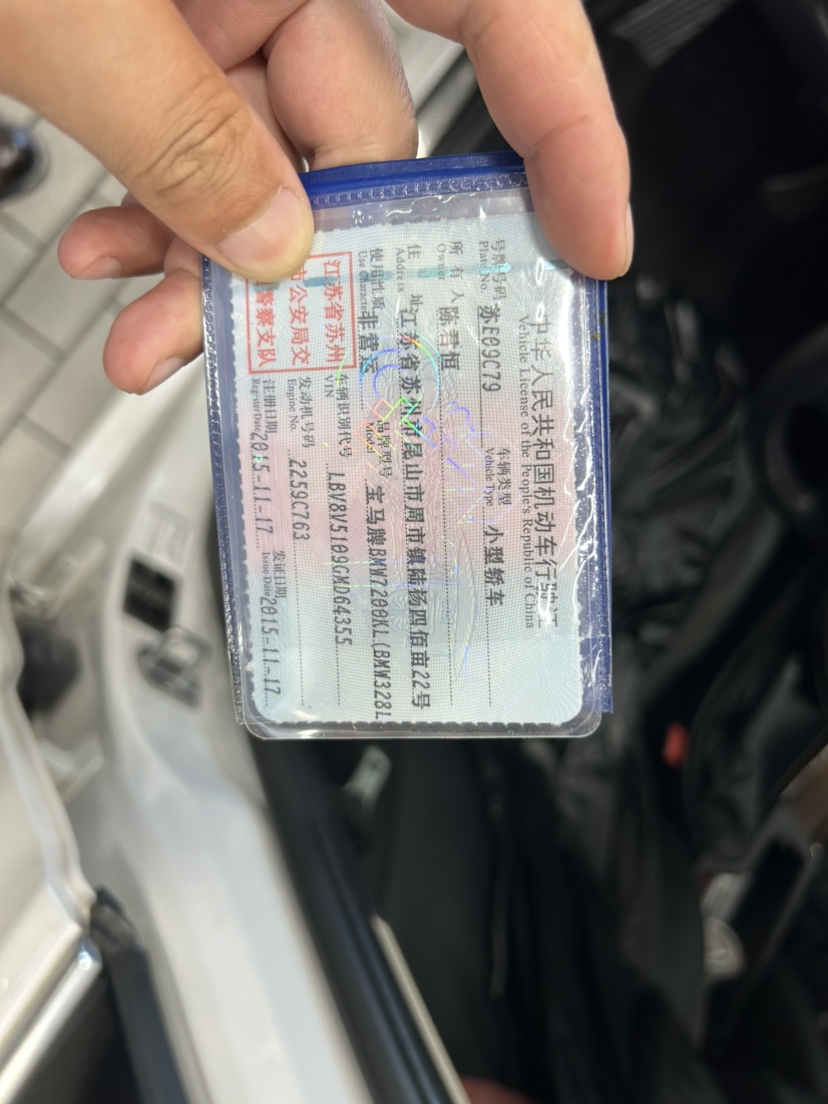 中华人民共和国机动车行驶证
Vehicle License of the People's Republic of China
号牌号码 苏E09C79 车辆类型 小型轿车
Plate No. Vehicle Type
所有人 陈君恒
Owner
住址 江苏省苏州市昆山市周市镇陆杨四佰亩22号
Address
使用性质 非营运 品牌型号 宝马牌BMW7200KL(BMW328L
Use Character Model
江苏省苏州 车辆识别代号 LBV8V5109GMD64355
VIN
市公安局交 发动机号码 2259C763
Engine No.
警察支队 注册日期 2015-11-17 发证日期 2015-11-17
Register Date Issue Date